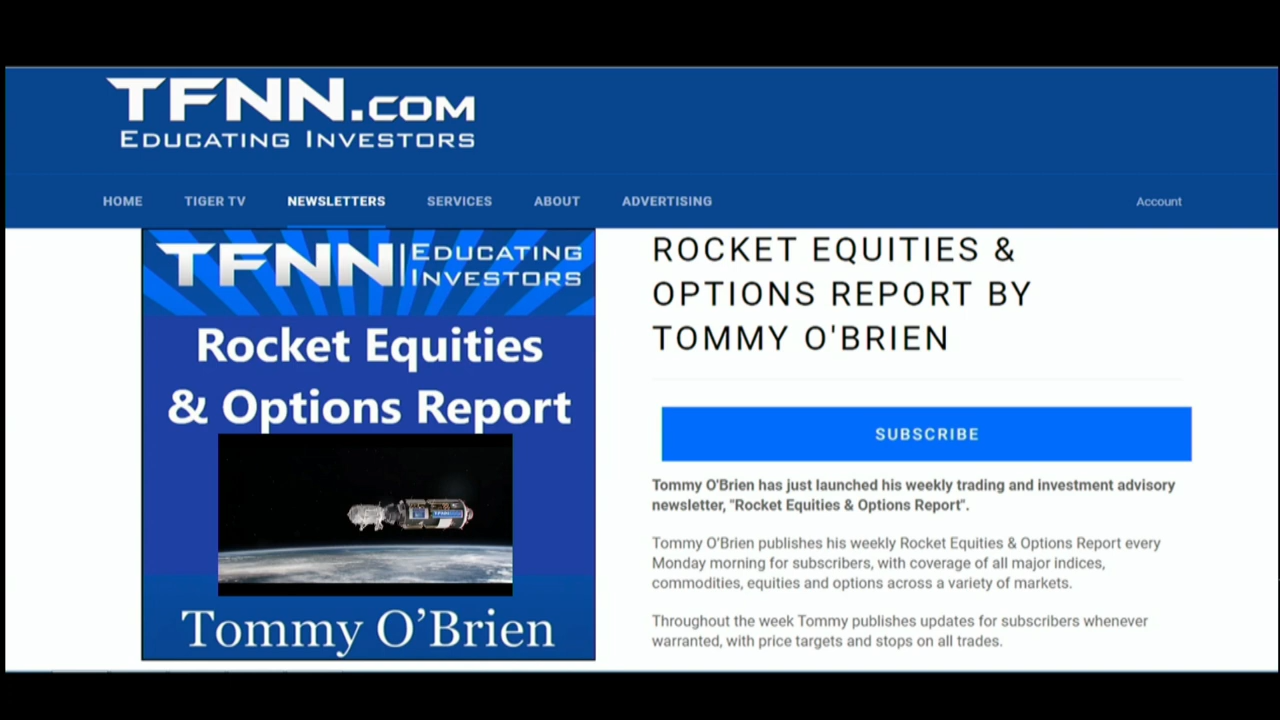 TFNN.COM
EDUCATING INVESTORS
HOME TIGER TV NEWSLETTERS SERVICES ABOUT ADVERTISING Account
TFNN EDUCATING
INVESTORS
Rocket Equities
& Options Report
TFNN
Tommy O’Brien
ROCKET EQUITIES &
OPTIONS REPORT BY
TOMMY O'BRIEN
SUBSCRIBE
Tommy O'Brien has just launched his weekly trading and investment advisory
newsletter, "Rocket Equities & Options Report".
Tommy O’Brien publishes his weekly Rocket Equities & Options Report every
Monday morning for subscribers, with coverage of all major indices,
commodities, equities and options across a variety of markets.
Throughout the week Tommy publishes updates for subscribers whenever
warranted, with price targets and stops on all trades.